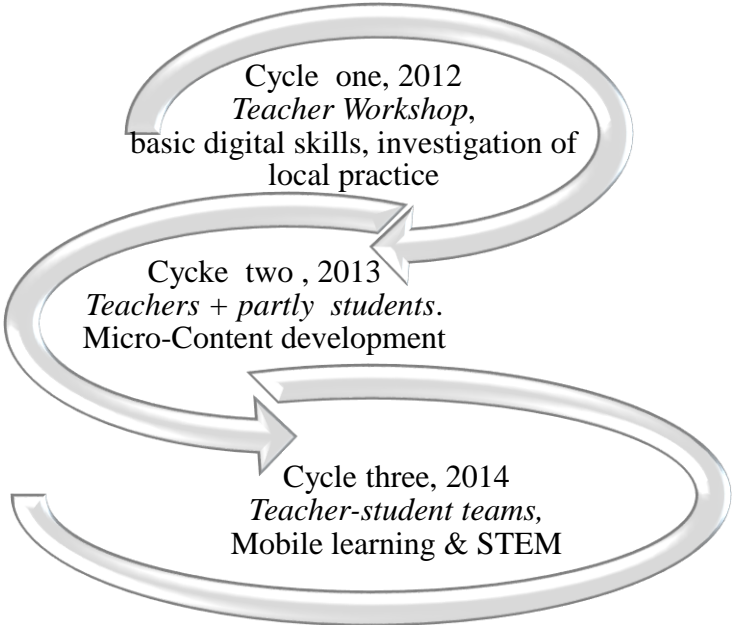 Cycle one, 2012
Teacher Workshop,
basic digital skills, investigation of
local practice
Cycke two , 2013
Teachers + partly students.
Micro-Content development
Cycle three, 2014
Teacher-student teams,
Mobile learning & STEM